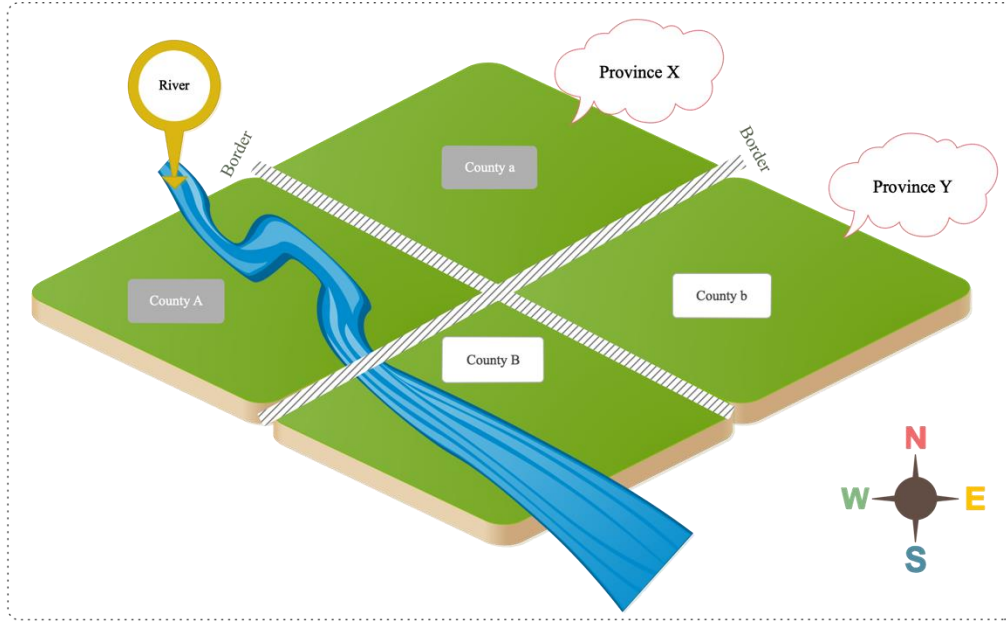 Province X
River
Border
Border
County a
Province Y
County A
County b
County B
N
W
E
S